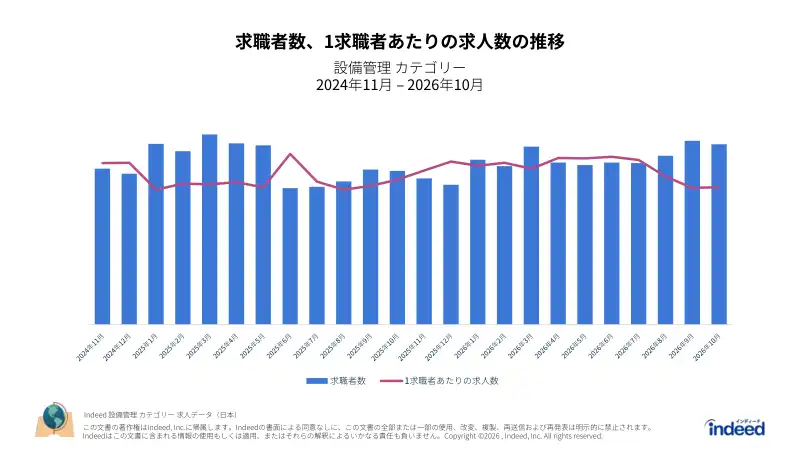 求職者数、1求職者あたりの求人数の推移
設備管理 カテゴリー
2024年11月 – 2026年10月
2024年11月
2024年12月
2025年1月
2025年2月
2025年3月
2025年4月
2025年5月
2025年6月
2025年7月
2025年8月
2025年9月
2025年10月
2025年11月
2025年12月
2026年1月
2026年2月
2026年3月
2026年4月
2026年5月
2026年6月
2026年7月
2026年8月
2026年9月
2026年10月
求職者数
1求職者あたりの求人数
Indeed 設備管理 カテゴリー 求人データ（日本）
この文書の著作権はIndeed, Inc.に帰属します。Indeedの書面による同意なしに、この文書の全部または一部の使用、改変、複製、再送信および再発表は明示的に禁止されます。
Indeedはこの文書に含まれる情報の使用もしくは適用、またはそれらの解釈によるいかなる責任も負いません。Copyright ©2026 , Indeed, Inc. All rights reserved.
インディード
indeed